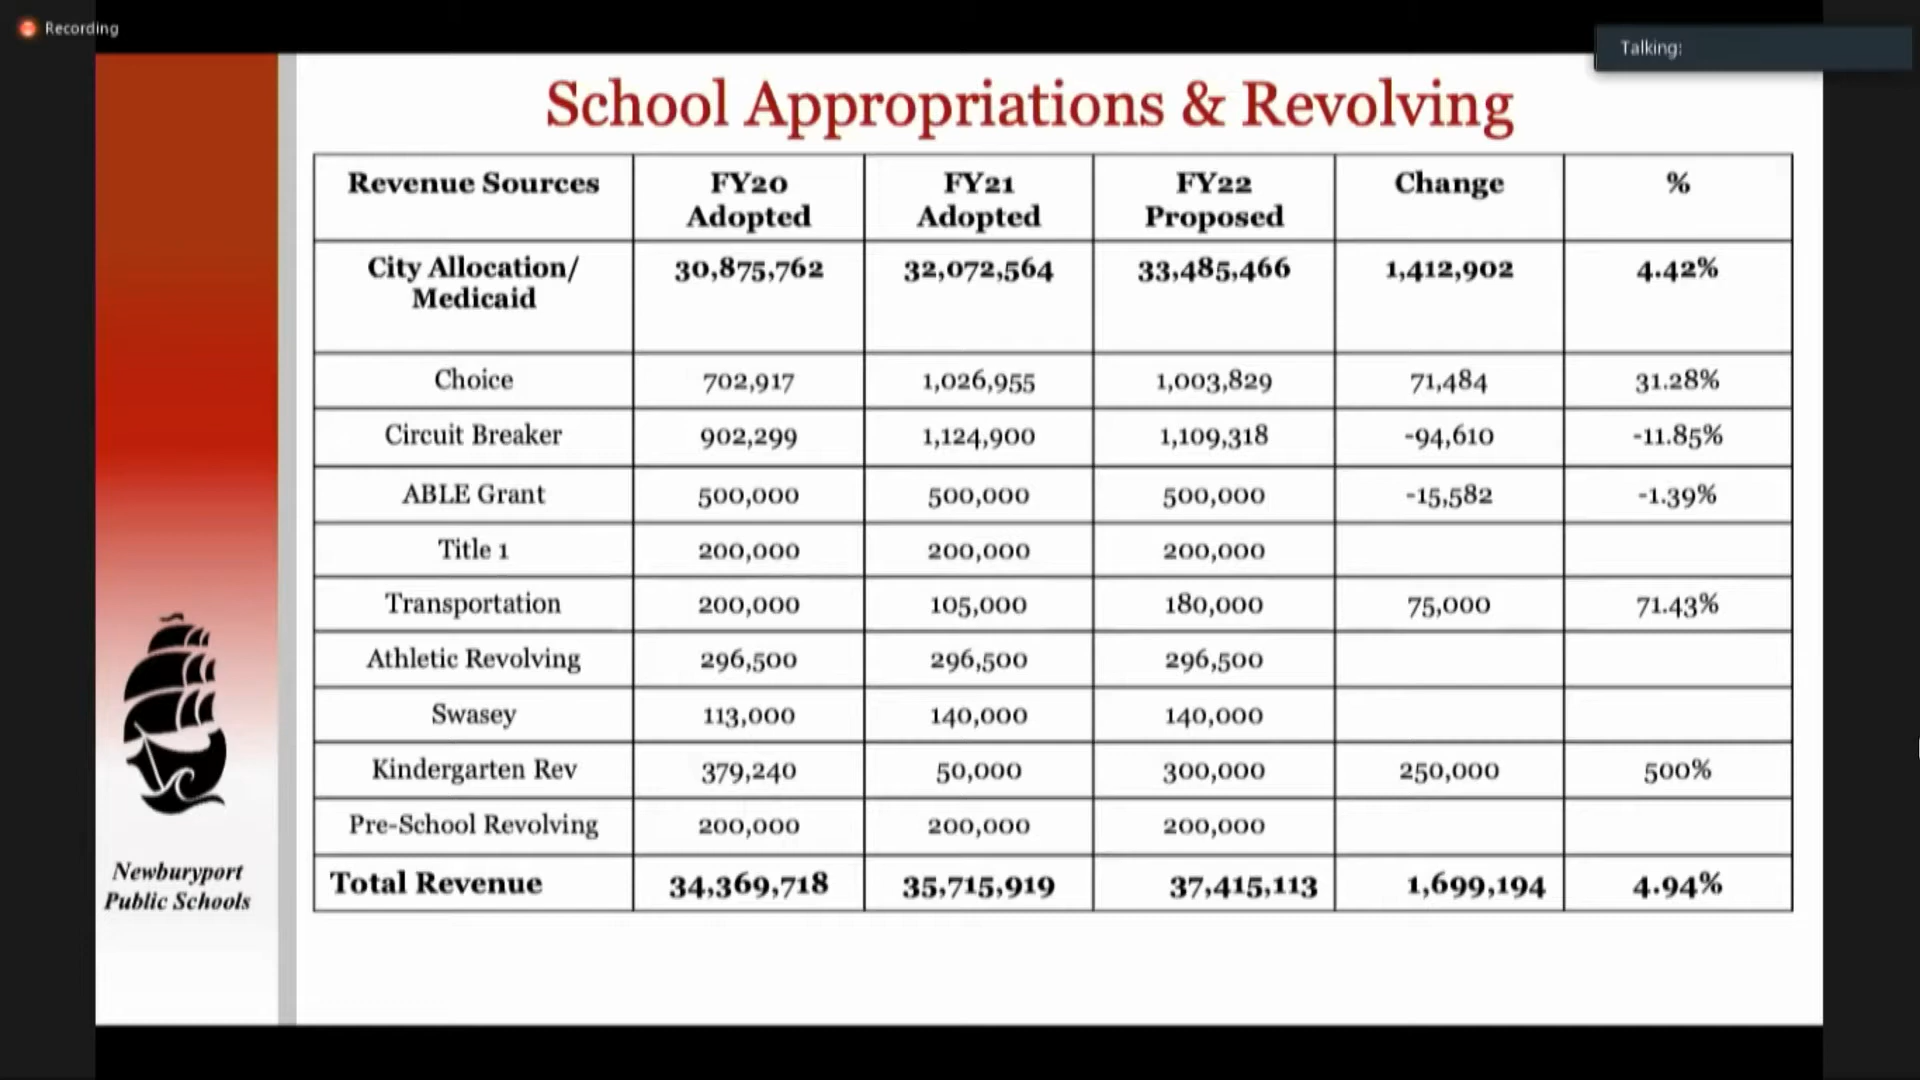 Recording
Talking:
School Appropriations & Revolving
Revenue Sources FY20 Adopted FY21 Adopted FY22 Proposed Change %
City Allocation/ Medicaid 30,875,762 32,072,564 33,485,466 1,412,902 4.42%
Choice 702,917 1,026,955 1,003,829 71,484 31.28%
Circuit Breaker 902,299 1,124,900 1,109,318 -94,610 -11.85%
ABLE Grant 500,000 500,000 500,000 -15,582 -1.39%
Title 1 200,000 200,000 200,000
Transportation 200,000 105,000 180,000 75,000 71.43%
Athletic Revolving 296,500 296,500 296,500
Swasey 113,000 140,000 140,000
Kindergarten Rev 379,240 50,000 300,000 250,000 500%
Pre-School Revolving 200,000 200,000 200,000
Total Revenue 34,369,718 35,715,919 37,415,113 1,699,194 4.94%
Newburyport
Public Schools